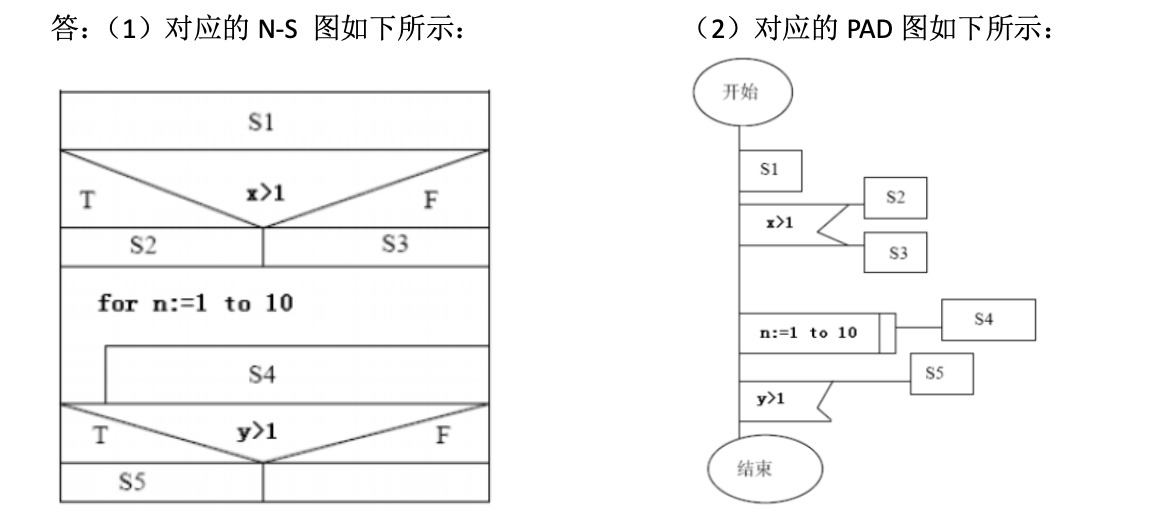 答：（1）对应的 N-S 图如下所示：
S1
T
x>1
F
S2
S3
for n:=1 to 10
S4
T
y>1
F
S5
（2）对应的 PAD 图如下所示：
开始
S1
x>1
S2
S3
n:=1 to 10
S4
y>1
S5
结束